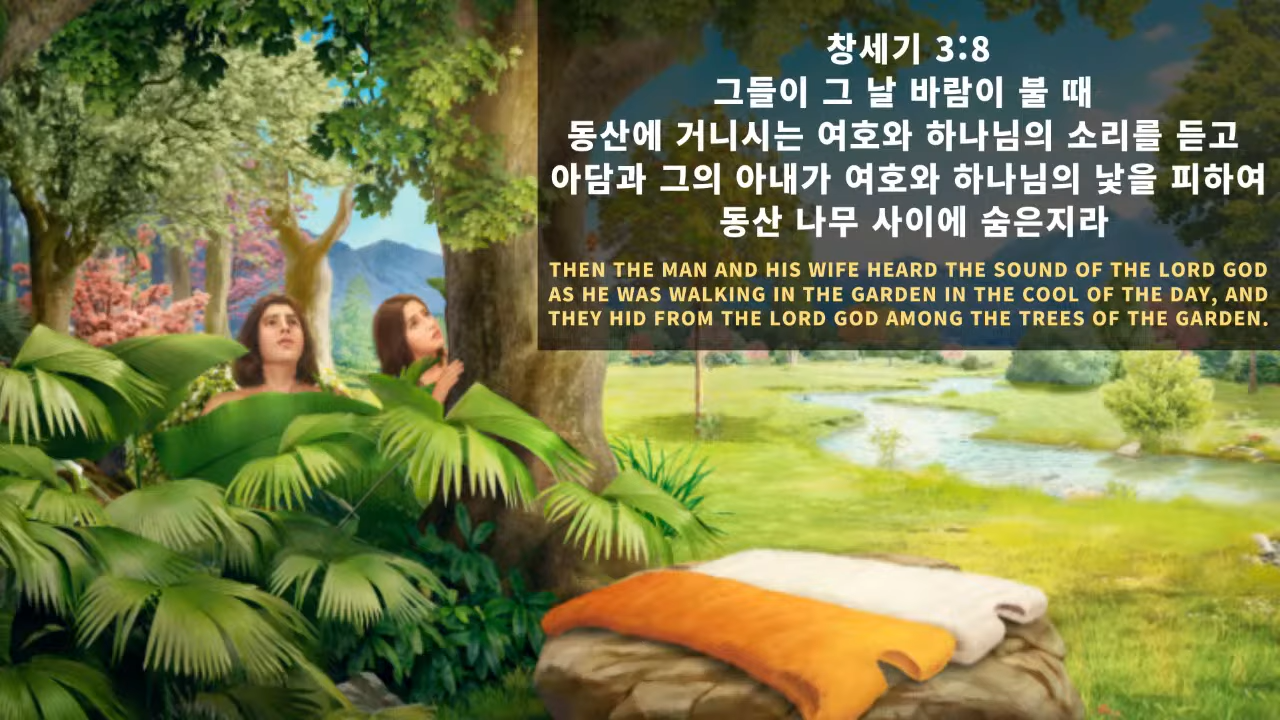 창세기 3:8
그들이 그 날 바람이 불 때
동산에 거니시는 여호와 하나님의 소리를 듣고
아담과 그의 아내가 여호와 하나님의 낯을 피하여
동산 나무 사이에 숨은지라
THEN THE MAN AND HIS WIFE HEARD THE SOUND OF THE LORD GOD
AS HE WAS WALKING IN THE GARDEN IN THE COOL OF THE DAY, AND
THEY HID FROM THE LORD GOD AMONG THE TREES OF THE GARDEN.